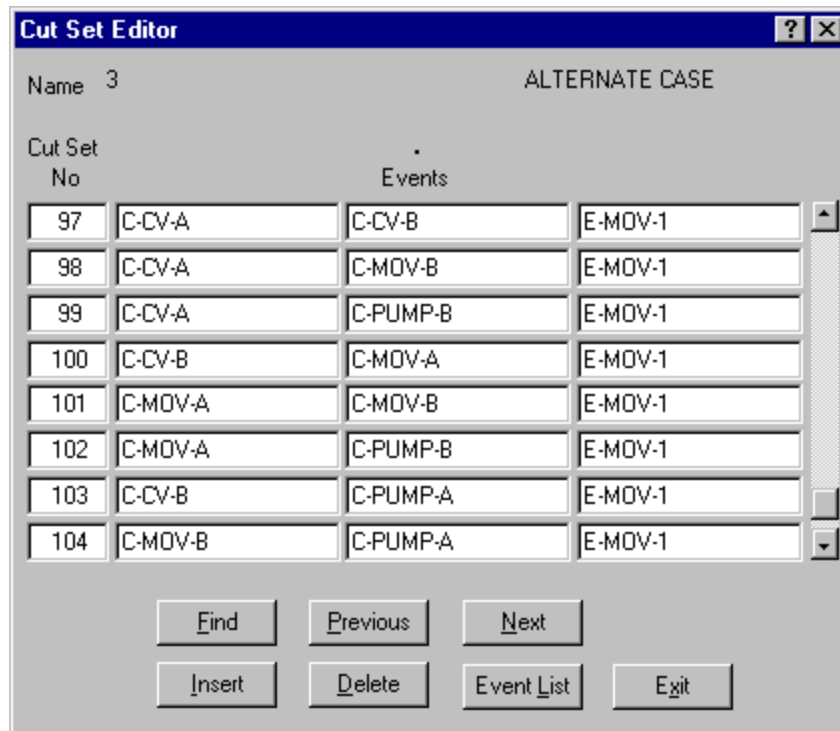 Cut Set Editor
Name 3 ALTERNATE CASE
Cut Set
No Events
97 C-CV-A C-CV-B E-MOV-1
98 C-CV-A C-MOV-B E-MOV-1
99 C-CV-A C-PUMP-B E-MOV-1
100 C-CV-B C-MOV-A E-MOV-1
101 C-MOV-A C-MOV-B E-MOV-1
102 C-MOV-A C-PUMP-B E-MOV-1
103 C-CV-B C-PUMP-A E-MOV-1
104 C-MOV-B C-PUMP-A E-MOV-1
Find Previous Next
Insert Delete Event List Exit